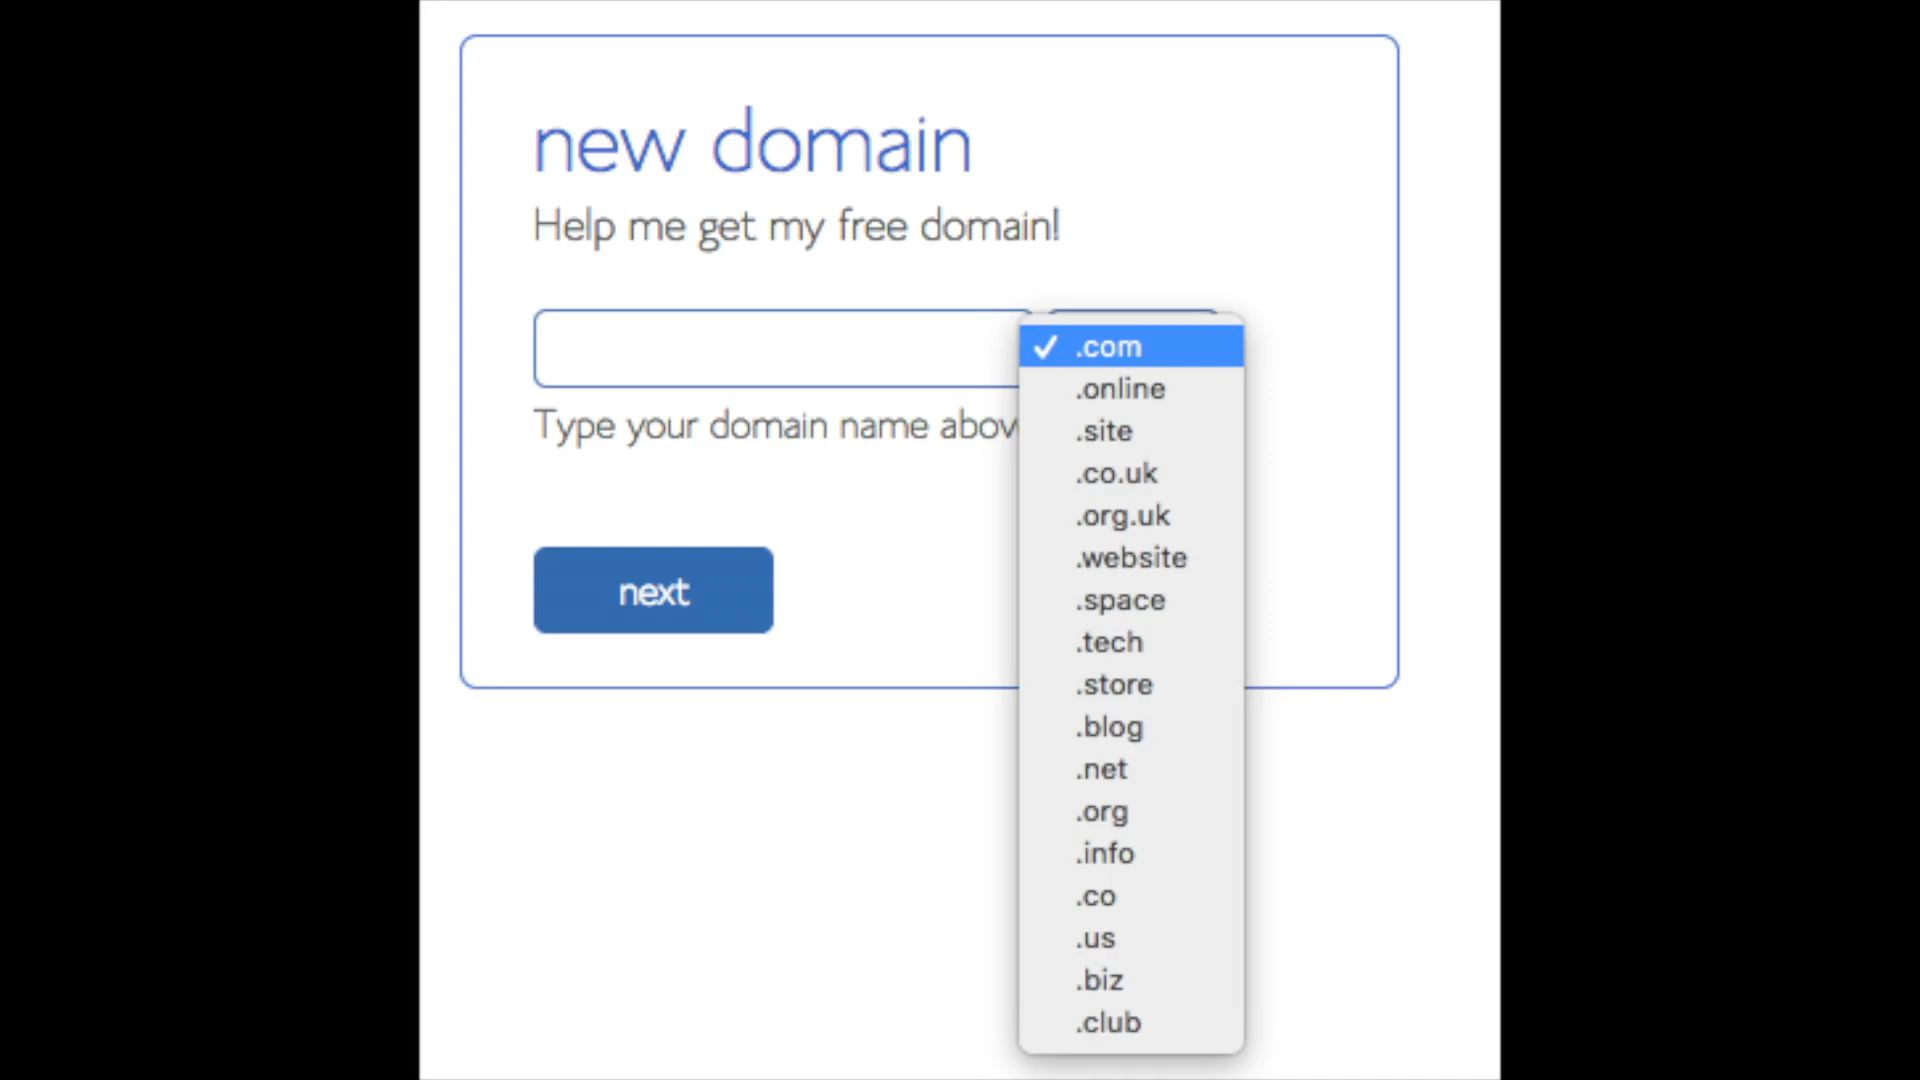 new domain
Help me get my free domain!
✓ .com
.online
Type your domain name abov
.site
.co.uk
.org.uk
.website
next
.space
.tech
.store
.blog
.net
.org
.info
.co
.us
.biz
.club